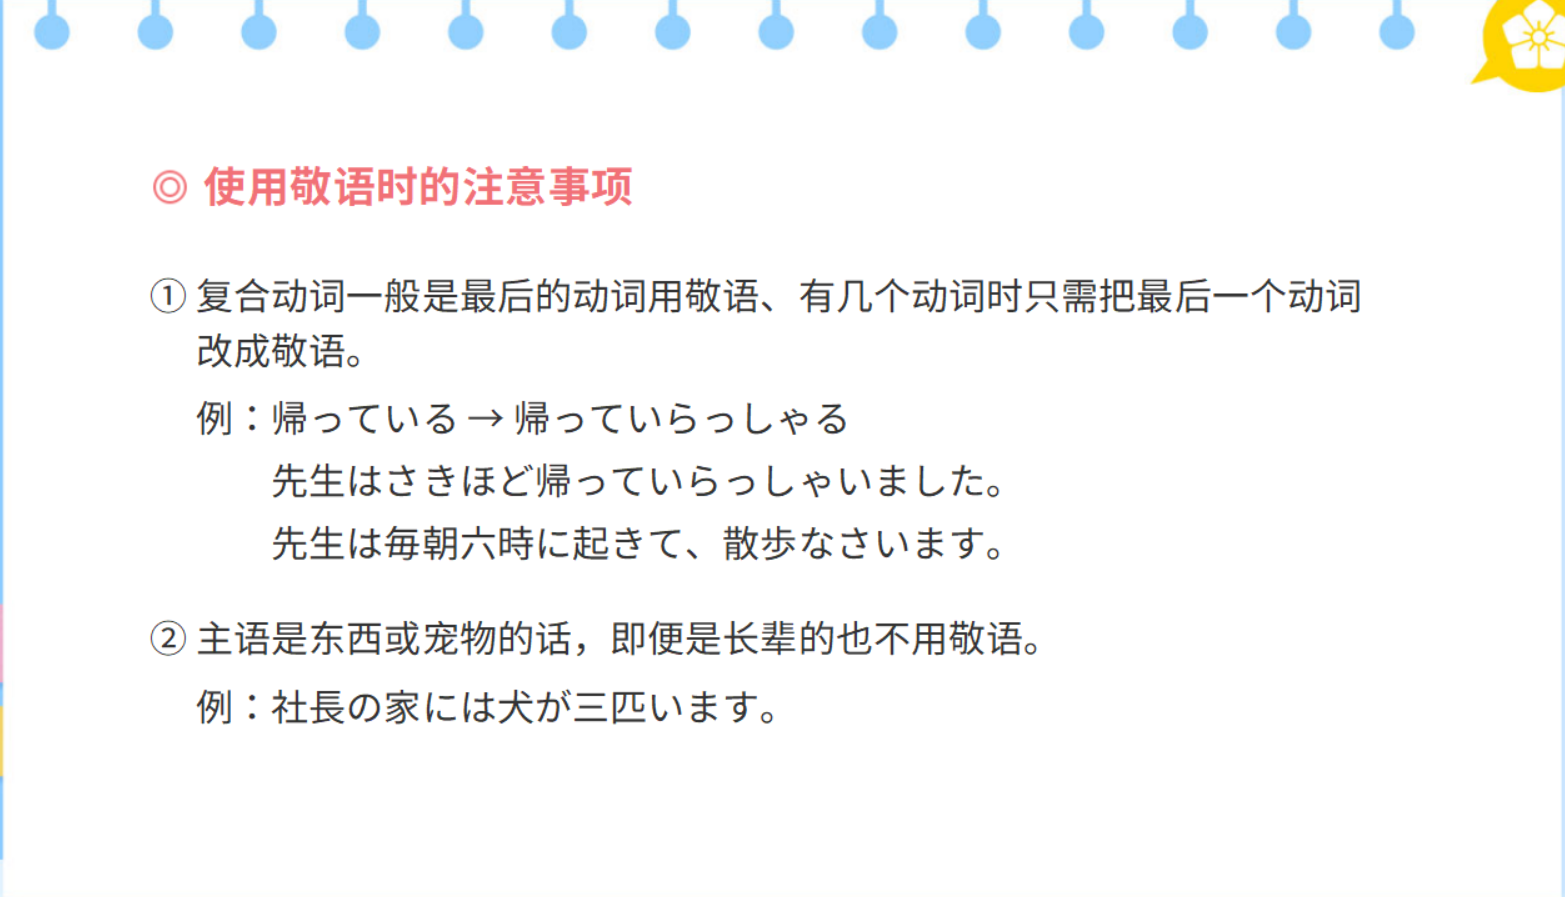 ◎ 使用敬语时的注意事项
① 复合动词一般是最后的动词用敬语、有几个动词时只需把最后一个动词
改成敬语。
例：帰っている → 帰っていらっしゃる
先生はさきほど帰っていらっしゃいました。
先生は毎朝六時に起きて、散歩なさいます。
② 主语是东西或宠物的话，即便是长辈的也不用敬语。
例：社長の家には犬が三匹います。